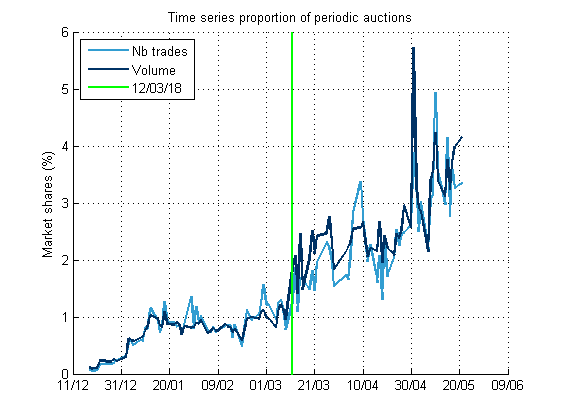 Time series proportion of periodic auctions
Nb trades
Volume
12/03/18
Market shares (%)
6
5
4
3
2
1
0
11/12 31/12 20/01 09/02 01/03 21/03 10/04 30/04 20/05 09/06